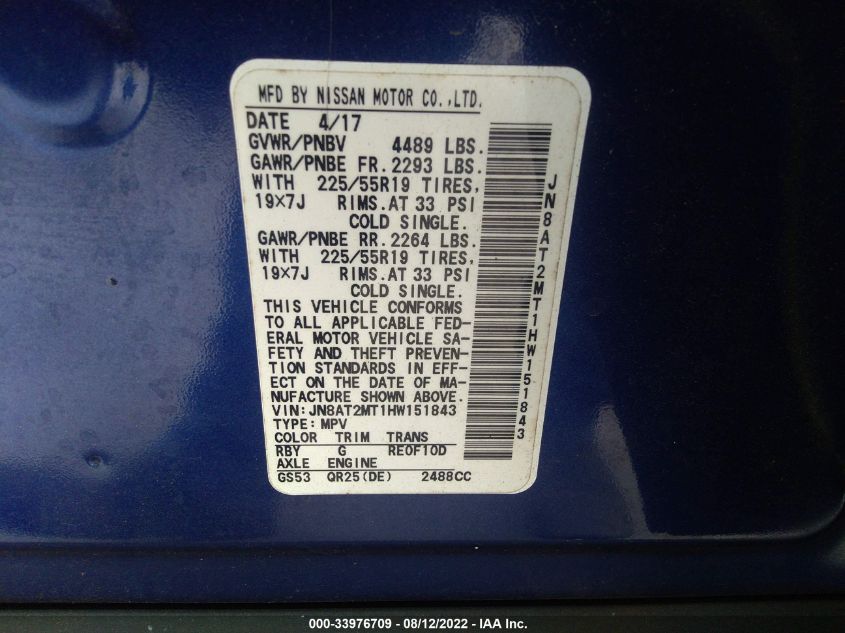 MFD BY NISSAN MOTOR CO.,LTD.
DATE 4/17
GVWR/PNBV 4489 LBS.
GAWR/PNBE FR. 2293 LBS.
WITH 225/55R19 TIRES,
19×7J RIMS.AT 33 PSI
COLD SINGLE.
GAWR/PNBE RR. 2264 LBS.
WITH 225/55R19 TIRES,
19×7J RIMS.AT 33 PSI
COLD SINGLE.
THIS VEHICLE CONFORMS
TO ALL APPLICABLE FED-
ERAL MOTOR VEHICLE SA-
FETY AND THEFT PREVEN-
TION STANDARDS IN EFF-
ECT ON THE DATE OF MA-
NUFACTURE SHOWN ABOVE.
VIN:JN8AT2MT1HW151843
TYPE:MPV
COLOR TRIM TRANS
RBY G RE0F10D
AXLE ENGINE
GS53 QR25(DE) 2488CC
JN8AT2MT1HW151843
000-33976709 - 08/12/2022 - IAA Inc.